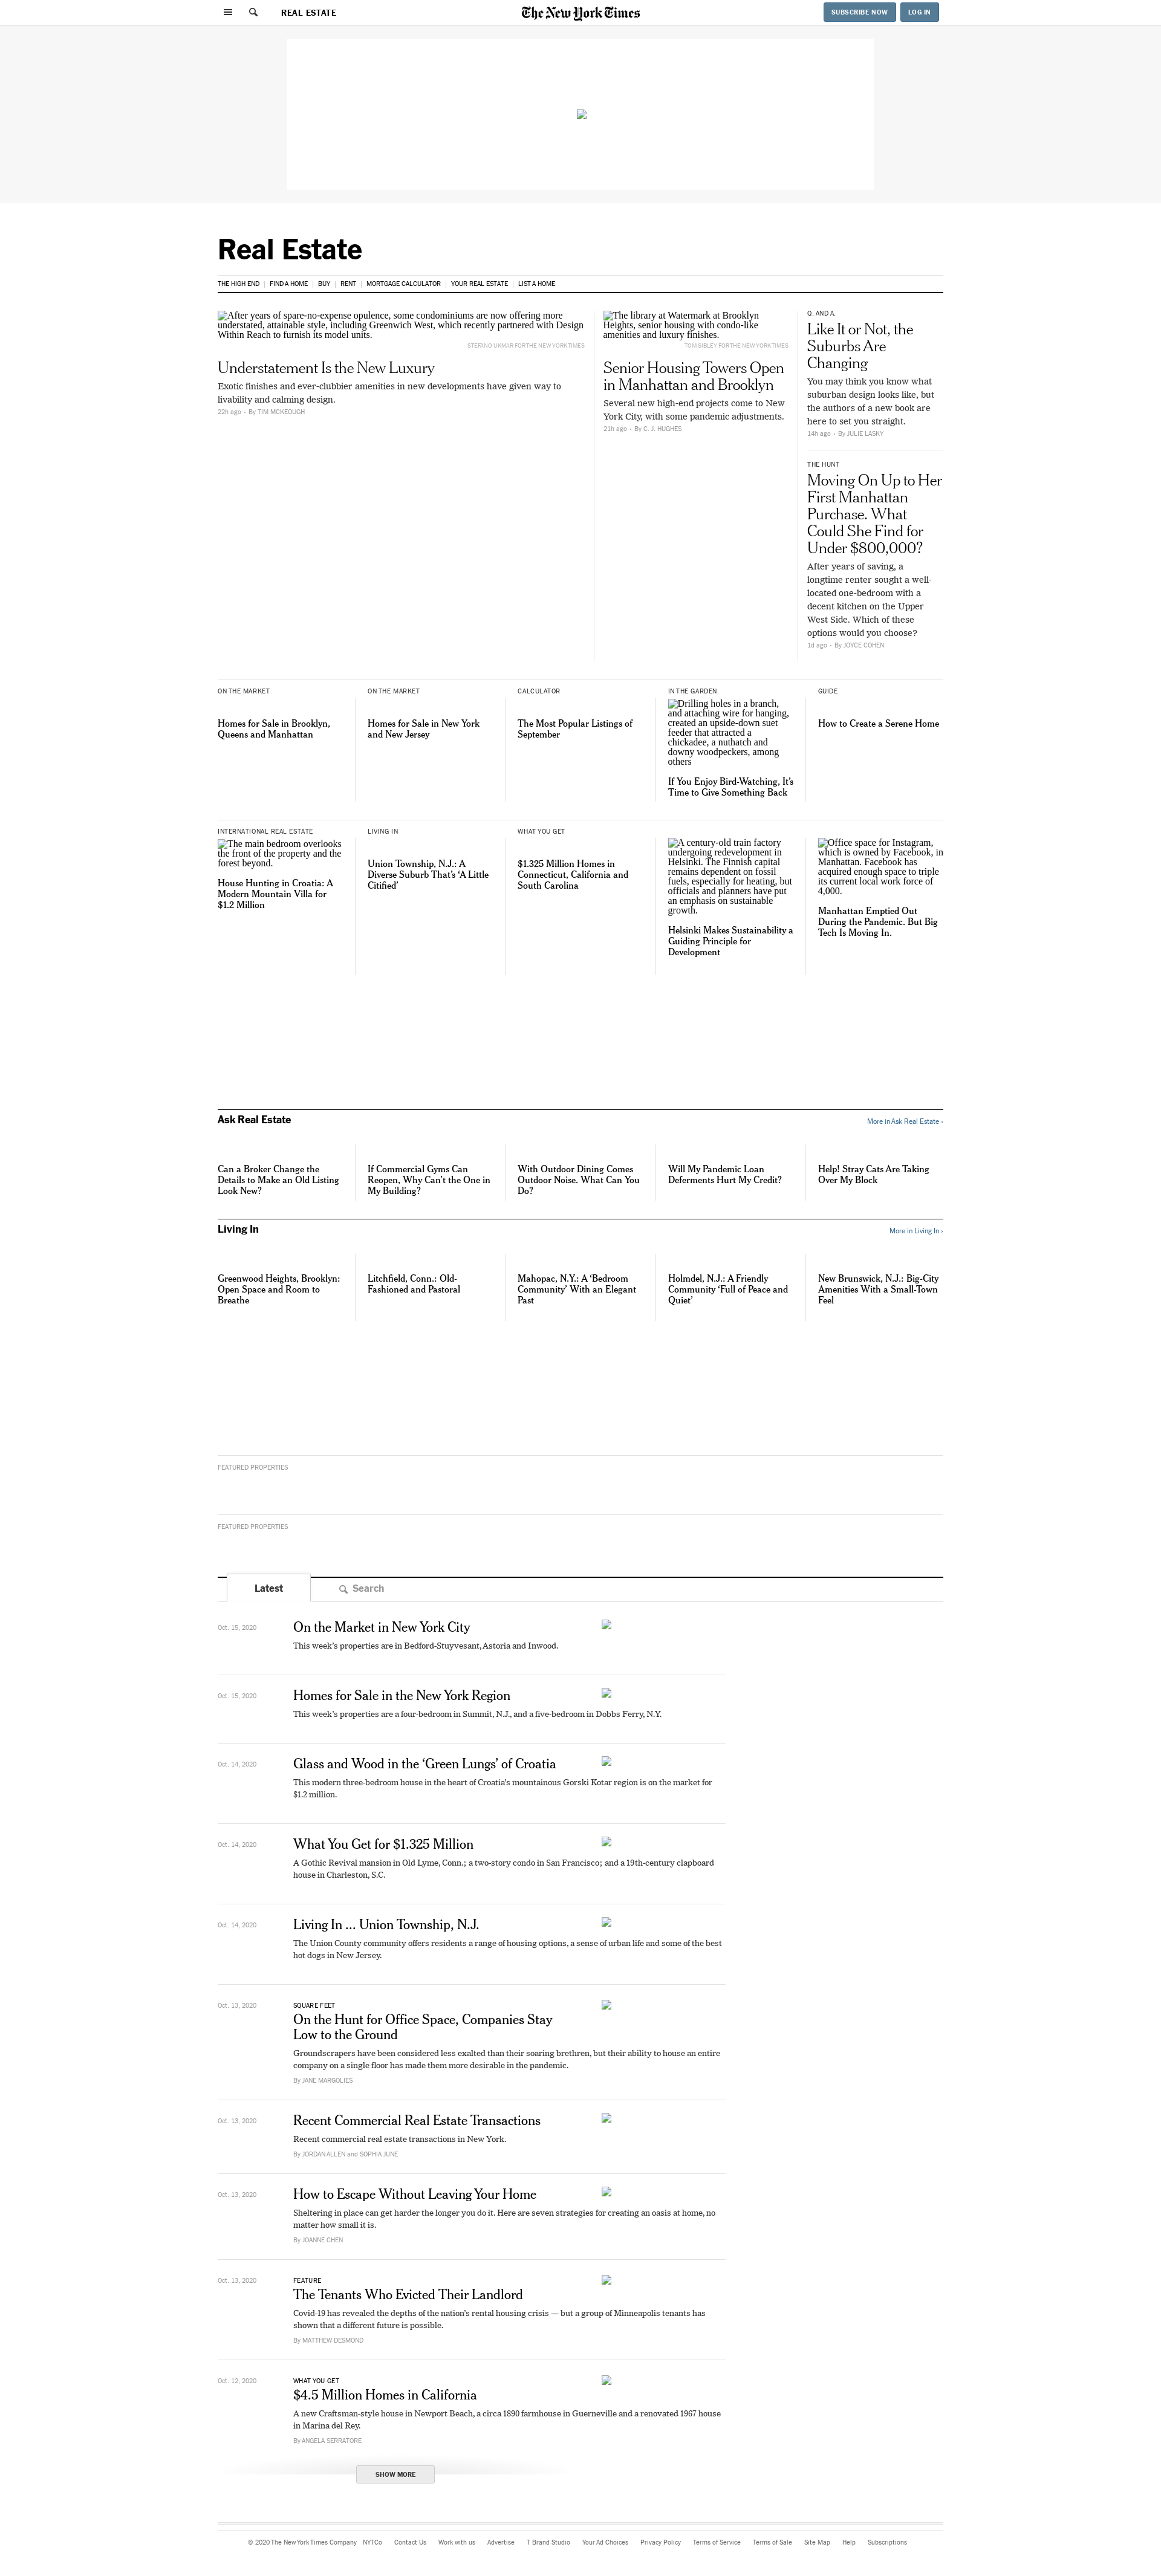 REAL ESTATE
The New York Times
SUBSCRIBE NOW
LOG IN
Real Estate
THE HIGH END | FIND A HOME | BUY | RENT | MORTGAGE CALCULATOR | YOUR REAL ESTATE | LIST A HOME
After years of spare-no-expense opulence, some condominiums are now offering more
understated, attainable style, including Greenwich West, which recently partnered with Design
Within Reach to furnish its model units.
STEFANO UKMAR FOR THE NEW YORK TIMES
Understatement Is the New Luxury
Exotic finishes and ever-clubbier amenities in new developments have given way to
livability and calming design.
22h ago • By TIM MCKEOUGH
The library at Watermark at Brooklyn
Heights, senior housing with condo-like
amenities and luxury finishes.
TOM SIBLEY FOR THE NEW YORK TIMES
Senior Housing Towers Open
in Manhattan and Brooklyn
Several new high-end projects come to New
York City, with some pandemic adjustments.
21h ago • By C. J. HUGHES
Q. AND A.
Like It or Not, the
Suburbs Are
Changing
You may think you know what
suburban design looks like, but
the authors of a new book are
here to set you straight.
14h ago • By JULIE LASKY
THE HUNT
Moving On Up to Her
First Manhattan
Purchase. What
Could She Find for
Under $800,000?
After years of saving, a
longtime renter sought a well-
located one-bedroom with a
decent kitchen on the Upper
West Side. Which of these
options would you choose?
1d ago • By JOYCE COHEN
ON THE MARKET
Homes for Sale in Brooklyn,
Queens and Manhattan
ON THE MARKET
Homes for Sale in New York
and New Jersey
CALCULATOR
The Most Popular Listings of
September
IN THE GARDEN
Drilling holes in a branch,
and attaching wire for hanging,
created an upside-down suet
feeder that attracted a
chickadee, a nuthatch and
downy woodpeckers, among
others
If You Enjoy Bird-Watching, It's
Time to Give Something Back
GUIDE
How to Create a Serene Home
INTERNATIONAL REAL ESTATE
The main bedroom overlooks
the front of the property and the
forest beyond.
House Hunting in Croatia: A
Modern Mountain Villa for
$1.2 Million
LIVING IN
Union Township, N.J.: A
Diverse Suburb That's 'A Little
Citified'
WHAT YOU GET
$1.325 Million Homes in
Connecticut, California and
South Carolina
A century-old train factory
undergoing redevelopment in
Helsinki. The Finnish capital
remains dependent on fossil
fuels, especially for heating, but
officials and planners have put
an emphasis on sustainable
growth.
Helsinki Makes Sustainability a
Guiding Principle for
Development
Office space for Instagram,
which is owned by Facebook, in
Manhattan. Facebook has
acquired enough space to triple
its current local work force of
4,000.
Manhattan Emptied Out
During the Pandemic. But Big
Tech Is Moving In.
Ask Real Estate
More in Ask Real Estate ›
Can a Broker Change the
Details to Make an Old Listing
Look New?
If Commercial Gyms Can
Reopen, Why Can't the one in
My Building?
With Outdoor Dining Comes
Outdoor Noise. What Can You
Do?
Will My Pandemic Loan
Deferments Hurt My Credit?
Help! Stray Cats Are Taking
Over My Block
Living In
More in Living In ›
Greenwood Heights, Brooklyn:
Open Space and Room to
Breathe
Litchfield, Conn.: Old-
Fashioned and Pastoral
Mahopac, N.Y.: A 'Bedroom
Community' With an Elegant
Past
Holmdel, N.J.: A Friendly
Community 'Full of Peace and
Quiet'
New Brunswick, N.J.: Big-City
Amenities With a Small-Town
Feel
FEATURED PROPERTIES
FEATURED PROPERTIES
Latest
Search
Oct. 15, 2020
On the Market in New York City
This week's properties are in Bedford-Stuyvesant, Astoria and Inwood.
Oct. 15, 2020
Homes for Sale in the New York Region
This week's properties are a four-bedroom in Summit, N.J., and a five-bedroom in Dobbs Ferry, N.Y.
Oct. 14, 2020
Glass and Wood in the 'Green Lungs' of Croatia
This modern three-bedroom house in the heart of Croatia's mountainous Gorski Kotar region is on the market for
$1.2 million.
Oct. 14, 2020
What You Get for $1.325 Million
A Gothic Revival mansion in Old Lyme, Conn.; a two-story condo in San Francisco; and a 19th-century clapboard
house in Charleston, S.C.
Oct. 14, 2020
Living In ... Union Township, N.J.
The Union County community offers residents a range of housing options, a sense of urban life and some of the best
hot dogs in New Jersey.
Oct. 13, 2020
SQUARE FEET
On the Hunt for Office Space, Companies Stay
Low to the Ground
Groundscrapers have been considered less exalted than their soaring brethren, but their ability to house an entire
company on a single floor has made them more desirable in the pandemic.
By JANE MARGOLIES
Oct. 13, 2020
Recent Commercial Real Estate Transactions
Recent commercial real estate transactions in New York.
By JORDAN ALLEN and SOPHIA JUNE
Oct. 13, 2020
How to Escape Without Leaving Your Home
Sheltering in place can get harder the longer you do it. Here are seven strategies for creating an oasis at home, no
matter how small it is.
By JOANNE CHEN
Oct. 13, 2020
FEATURE
The Tenants Who Evicted Their Landlord
Covid-19 has revealed the depths of the nation's rental housing crisis — but a group of Minneapolis tenants has
shown that a different future is possible.
By MATTHEW DESMOND
Oct. 12, 2020
WHAT YOU GET
$4.5 Million Homes in California
A new Craftsman-style house in Newport Beach, a circa 1890 farmhouse in Guerneville and a renovated 1967 house
in Marina del Rey.
By ANGELA SERRATORE
SHOW MORE
© 2020 The New York Times Company NYTCo Contact Us Work with us Advertise T Brand Studio Your Ad Choices Privacy Policy Terms of Service Terms of Sale Site Map Help Subscriptions